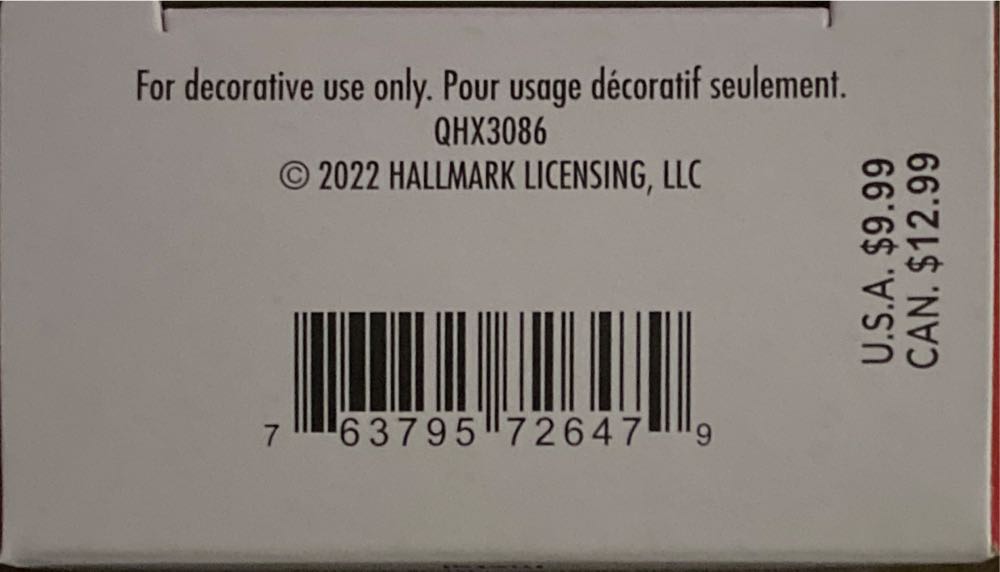 For decorative use only. Pour usage décoratif seulement.
QHX3086
© 2022 HALLMARK LICENSING, LLC
U.S.A. $9.99
CAN. $12.99
7 63795 72647 9